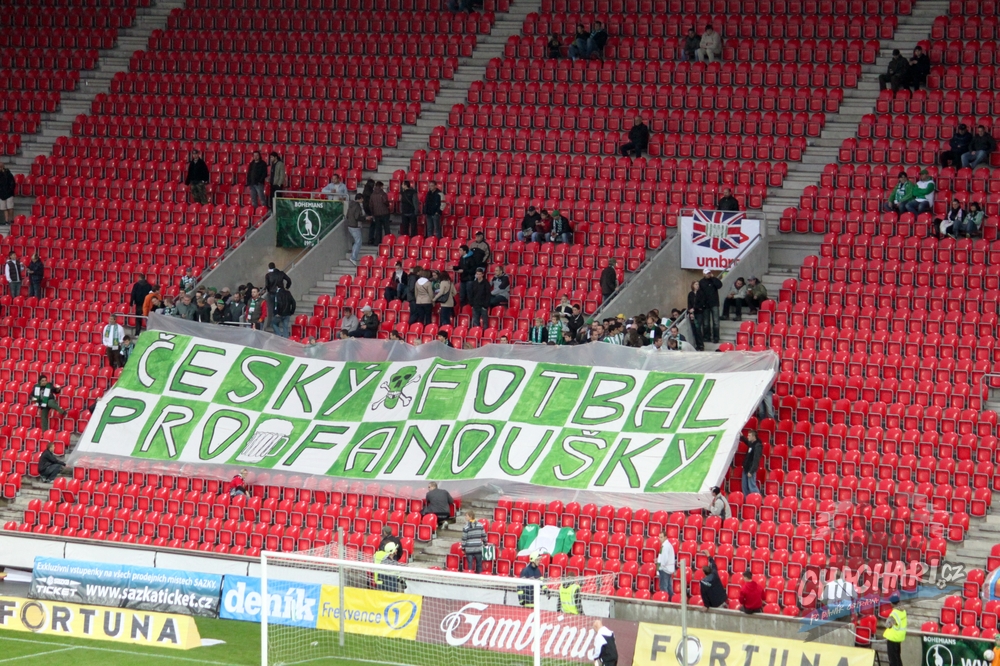 BOHEMIANS
umbro
ČESKÝ FOTBAL
PRO FANOUŠKY
Exkluzivní vstupenky na všech prodejních místech SAZKY
TICKET www.sazkaticket.cz
deník
Frekvence 1
Gambrinus
FORTUNA
FORTUNA
CHACHARI.cz